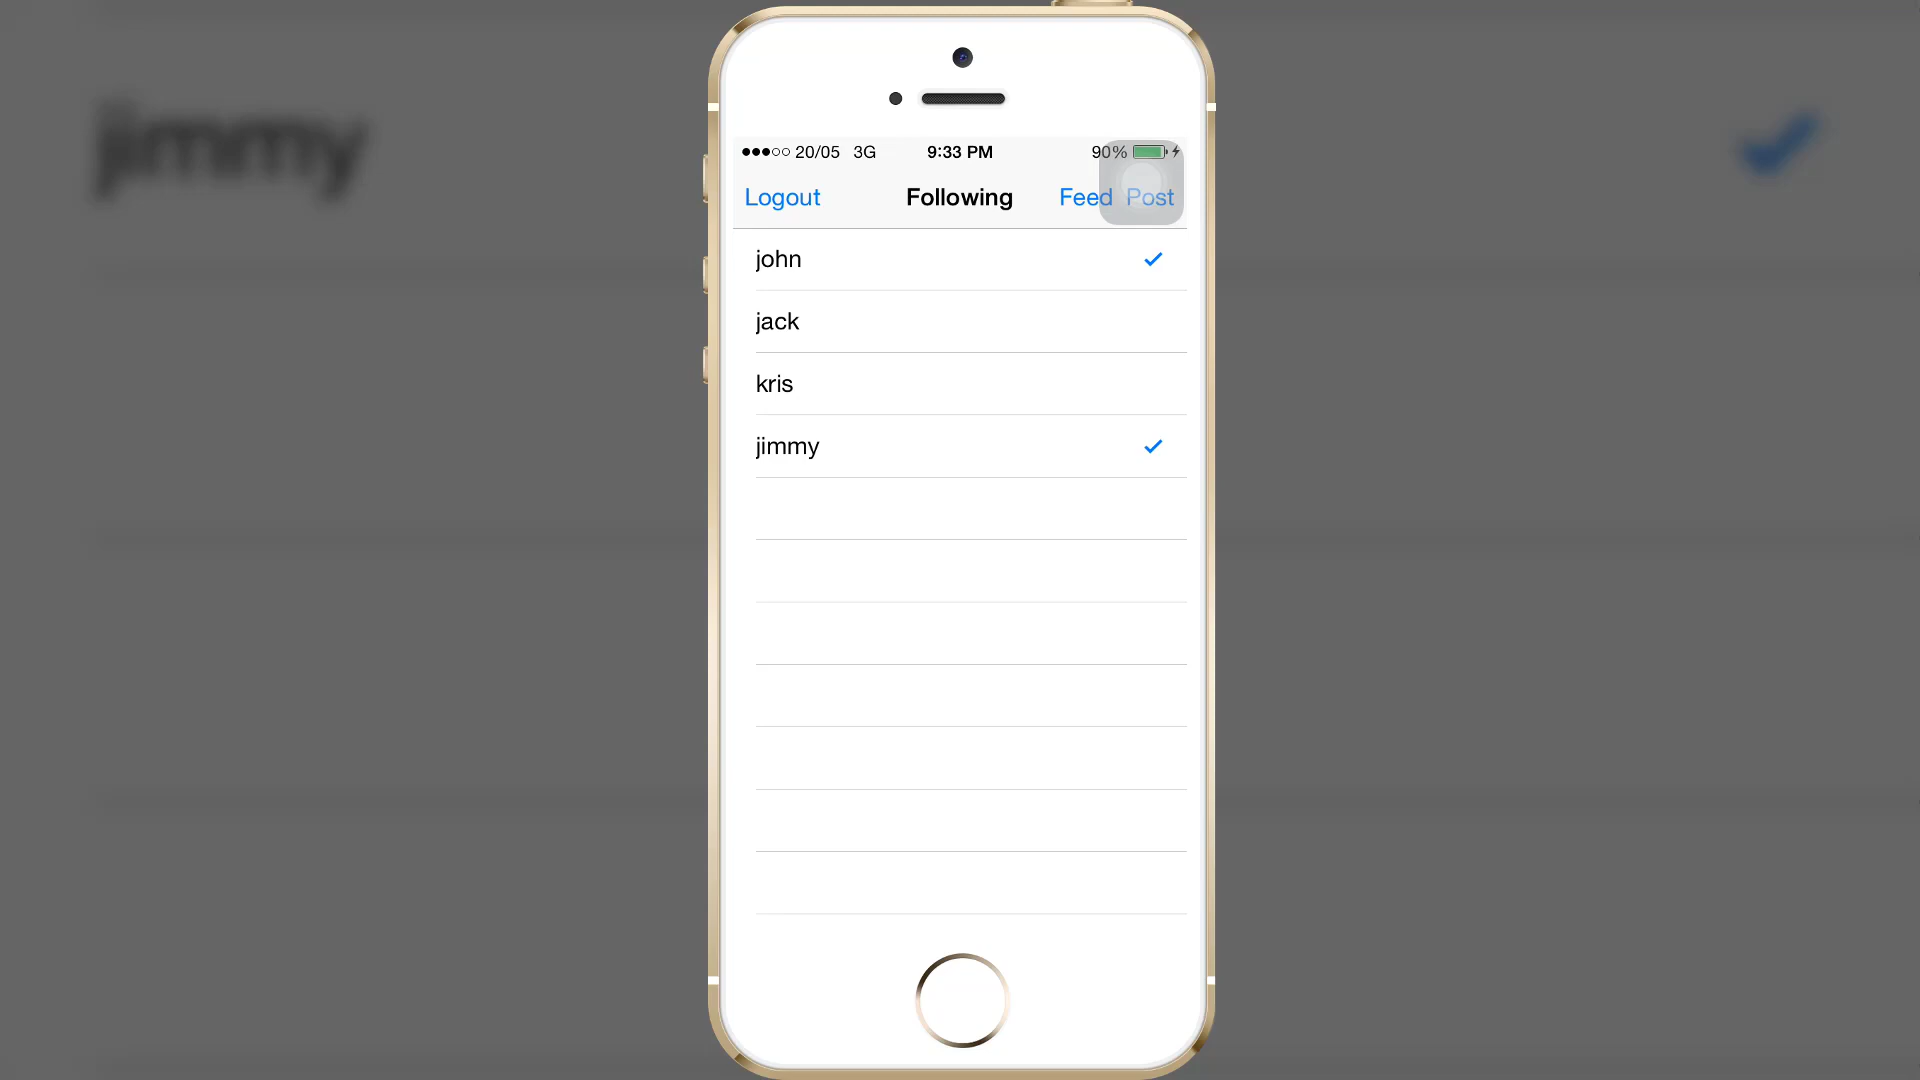 20/05 3G 9:33 PM 90%
Logout Following Feed Post
john
jack
kris
jimmy
jimmy